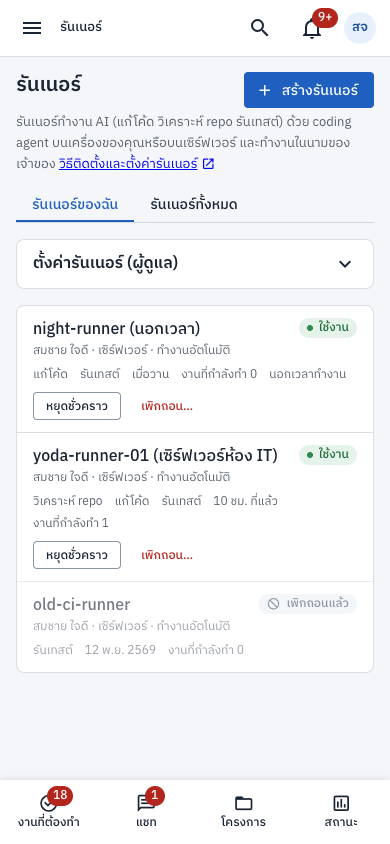 รันเนอร์
9+
สจ
รันเนอร์
+ สร้างรันเนอร์
รันเนอร์ทำงาน AI (แก้โค้ด วิเคราะห์ repo รันเทสต์) ด้วย coding
agent บนเครื่องของคุณหรือบนเซิร์ฟเวอร์ และทำงานในนามของ
เจ้าของ วิธีติดตั้งและตั้งค่ารันเนอร์
รันเนอร์ของฉัน
รันเนอร์ทั้งหมด
ตั้งค่ารันเนอร์ (ผู้ดูแล)
night-runner (นอกเวลา)
ใช้งาน
สมชาย ใจดี · เซิร์ฟเวอร์ · ทำงานอัตโนมัติ
แก้โค้ด รันเทสต์ เมื่อวาน งานที่กำลังทำ 0 นอกเวลาทำงาน
หยุดชั่วคราว
เพิกถอน...
yoda-runner-01 (เซิร์ฟเวอร์ห้อง IT)
ใช้งาน
สมชาย ใจดี · เซิร์ฟเวอร์ · ทำงานอัตโนมัติ
วิเคราะห์ repo แก้โค้ด รันเทสต์ 10 ชม. ที่แล้ว
งานที่กำลังทำ 1
หยุดชั่วคราว
เพิกถอน...
old-ci-runner
เพิกถอนแล้ว
สมชาย ใจดี · เซิร์ฟเวอร์ · ทำงานอัตโนมัติ
รันเทสต์ 12 พ.ย. 2569 งานที่กำลังทำ 0
18
1
งานที่ต้องทำ
แชท
โครงการ
สถานะ